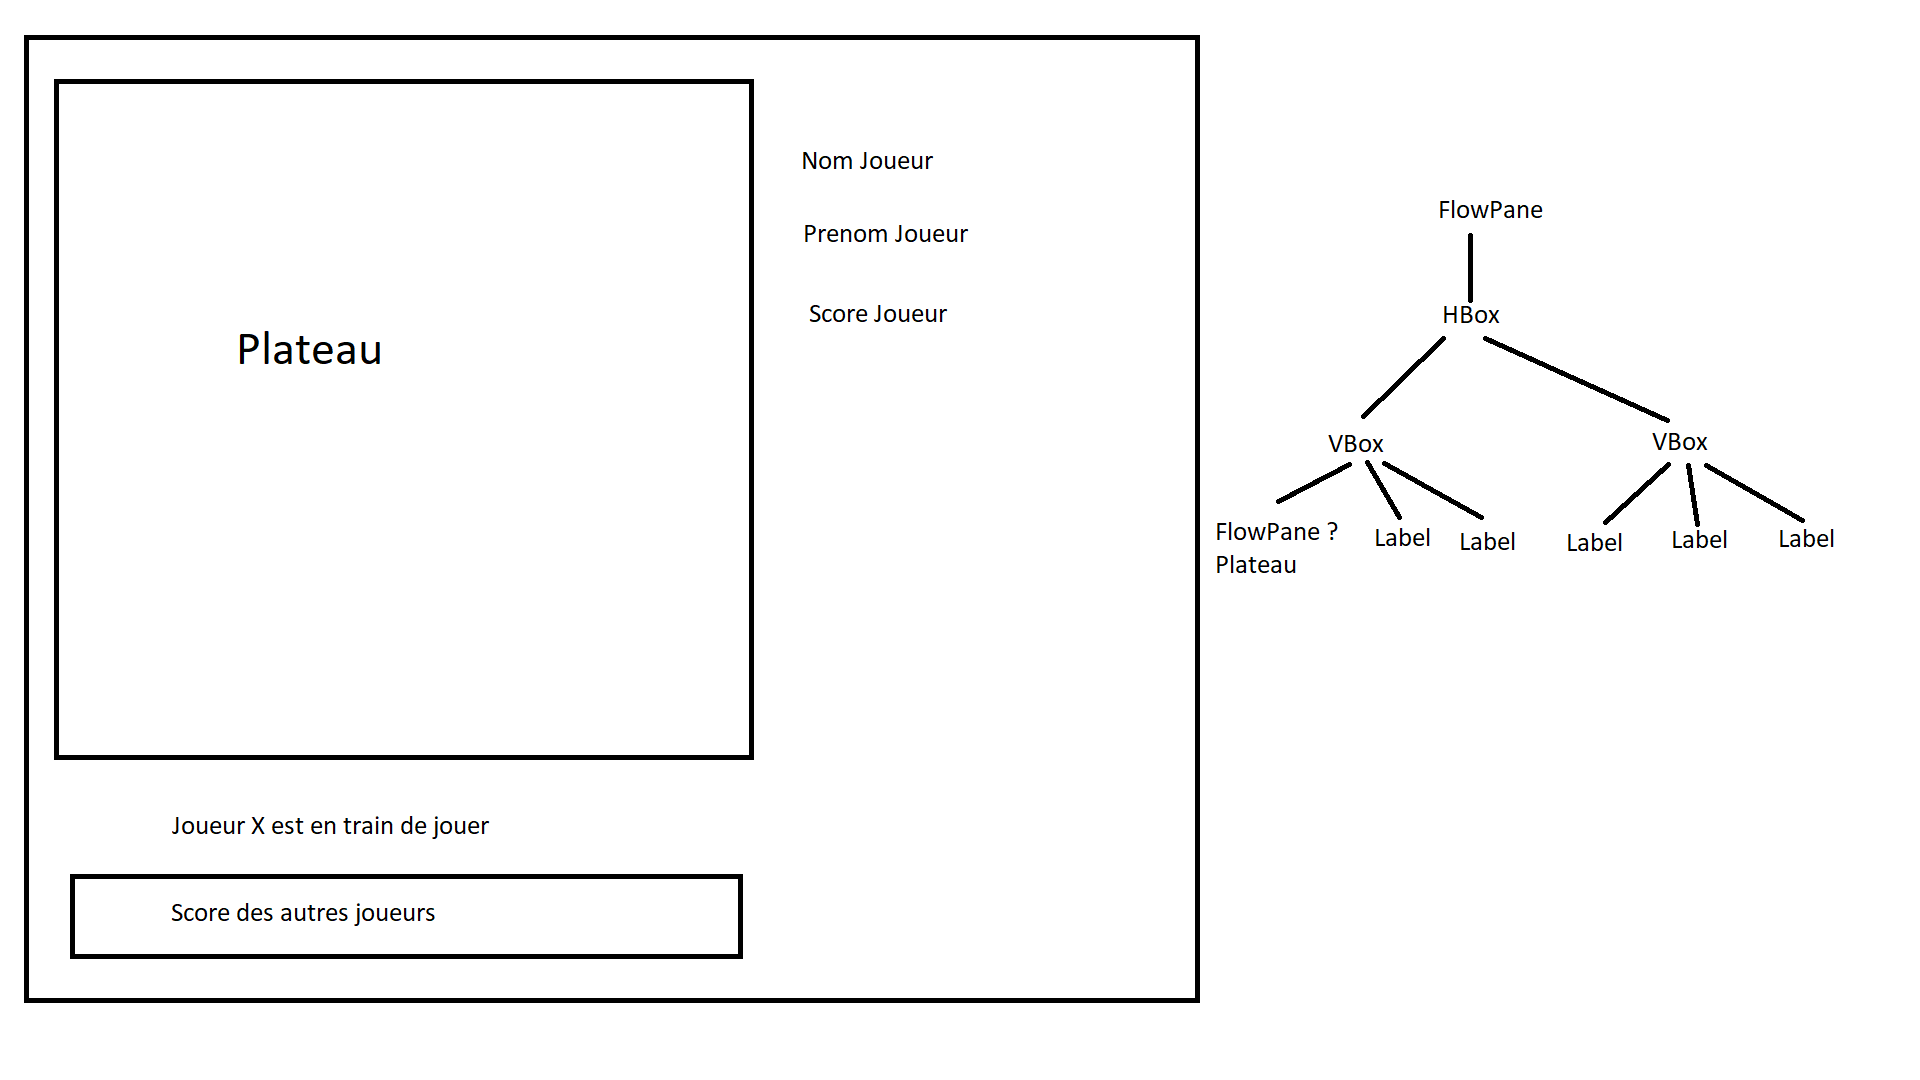 Nom Joueur
Prenom Joueur
Score Joueur
Plateau
Joueur X est en train de jouer
Score des autres joueurs
FlowPane
HBox
VBox
VBox
FlowPane ?
Plateau
Label
Label
Label
Label
Label